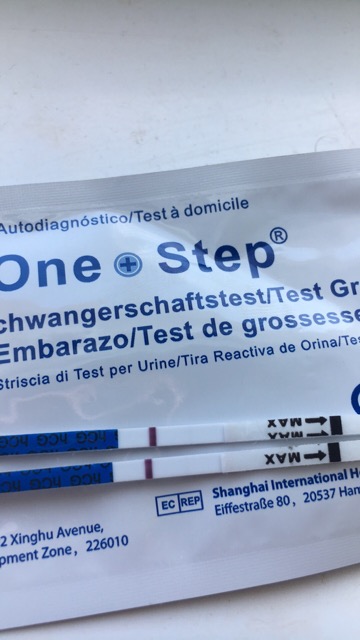 Autodiagnóstico/Test à domicile
One Step®
chwangerschaftstest/Test Gr
Embarazo/Test de grossesse
Striscia di Test per Urine/Tira Reactiva de Orina/Tes
hCG hCG hCG hCG MAX
hCG hCG MAX
EC REP Shanghai International Ho
Eiffestraße 80, 20537 Ham
2 Xinghu Avenue,
pment Zone, 226010